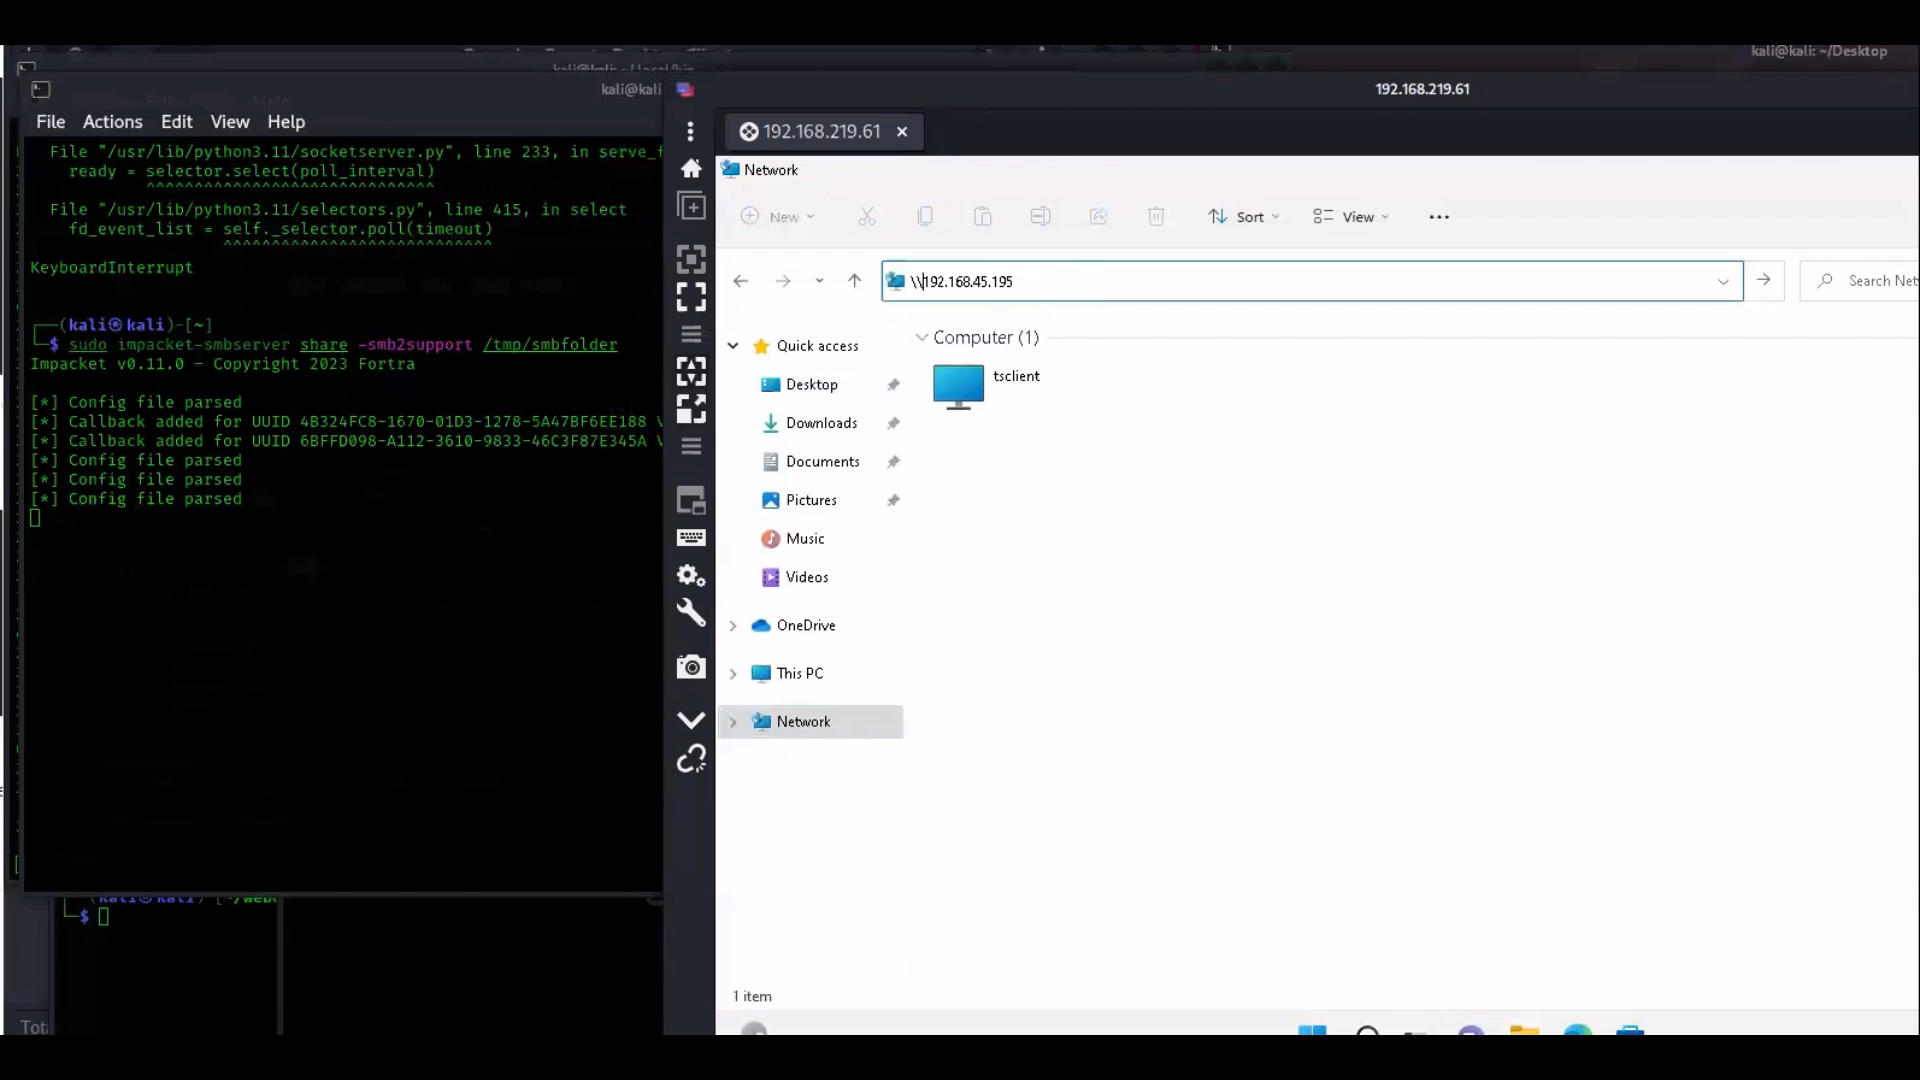 kali@kali: ~/Desktop
kali@kali
192.168.219.61
File Actions Edit View Help
File "/usr/lib/python3.11/socketserver.py", line 233, in serve_f
ready = selector.select(poll_interval)
^^^^^^^^^^^^^^^^^^^^^^^^^^^^^^
File "/usr/lib/python3.11/selectors.py", line 415, in select
fd_event_list = self._selector.poll(timeout)
^^^^^^^^^^^^^^^^^^^^^^^^^^^^
KeyboardInterrupt
(kali㉿kali)-[~]
$ sudo impacket-smbserver share -smb2support /tmp/smbfolder
Impacket v0.11.0 - Copyright 2023 Fortra
[*] Config file parsed
[*] Callback added for UUID 4B324FC8-1670-01D3-1278-5A47BF6EE188 V
[*] Callback added for UUID 6BFFD098-A112-3610-9833-46C3F87E345A V
[*] Config file parsed
[*] Config file parsed
[*] Config file parsed
$
192.168.219.61
Network
New
Sort
View
\\192.168.45.195
Search Net
Quick access
Desktop
Downloads
Documents
Pictures
Music
Videos
OneDrive
This PC
Network
Computer (1)
tsclient
1 item